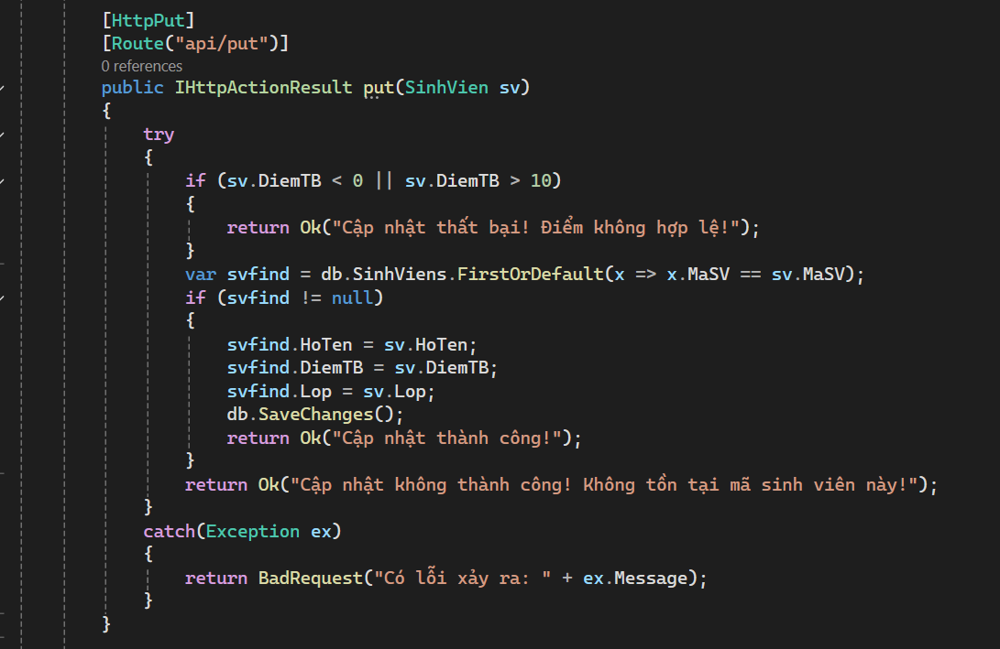 [HttpPut]
[Route("api/put")]
0 references
public IHttpActionResult put(SinhVien sv)
{
try
{
if (sv.DiemTB < 0 || sv.DiemTB > 10)
{
return Ok("Cập nhật thất bại! Điểm không hợp lệ!");
}
var svfind = db.SinhViens.FirstOrDefault(x => x.MaSV == sv.MaSV);
if (svfind != null)
{
svfind.HoTen = sv.HoTen;
svfind.DiemTB = sv.DiemTB;
svfind.Lop = sv.Lop;
db.SaveChanges();
return Ok("Cập nhật thành công!");
}
return Ok("Cập nhật không thành công! Không tồn tại mã sinh viên này!");
}
catch(Exception ex)
{
return BadRequest("Có lỗi xảy ra: " + ex.Message);
}
}